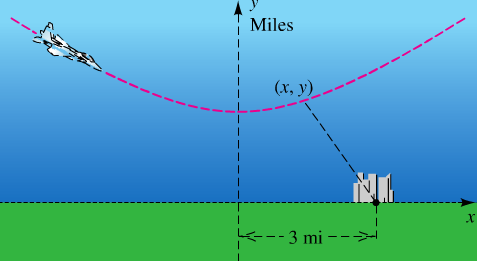 y
Miles
(x, y)
x
3 mi